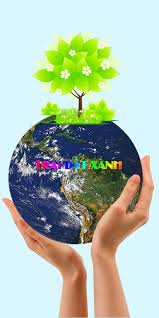 TRÁI ĐẤT XANH